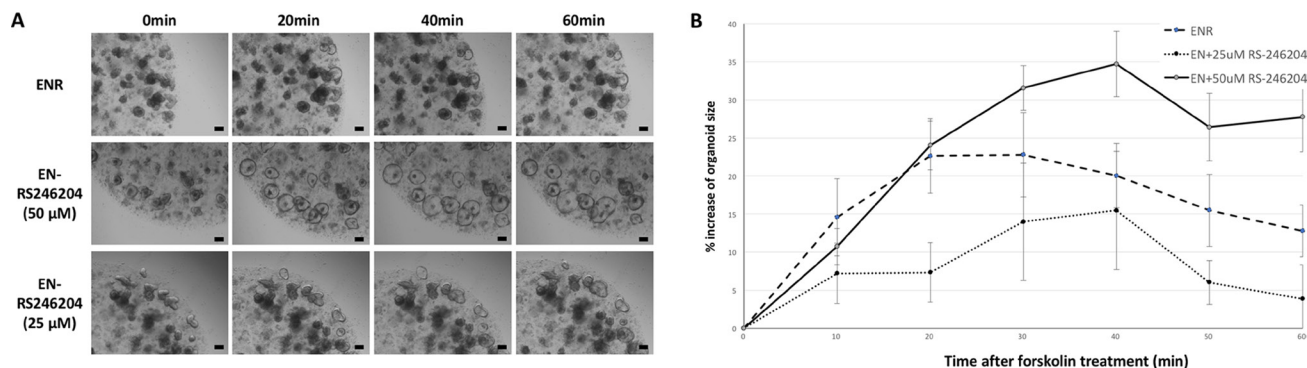 A
0min 20min 40min 60min
ENR
EN-
RS246204
(50 µM)
EN-
RS246204
(25 µM)
B
40
35
30
25
20
15
10
5
0
% increase of organoid size
0 10 20 30 40 50 60
Time after forskolin treatment (min)
ENR
EN+25uM RS-246204
EN+50uM RS-246204